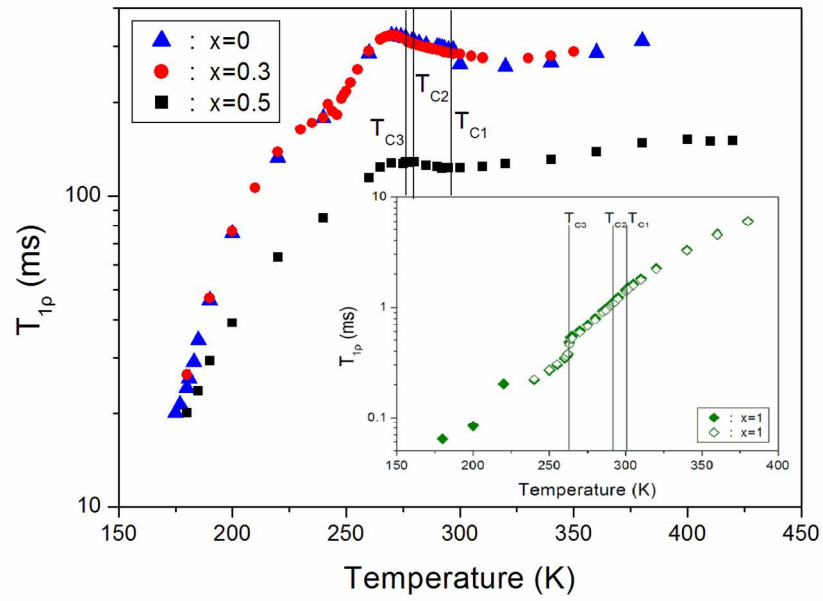 : x=0
: x=0.3
: x=0.5
T_C3
T_C2
T_C1
100
10
T_1ρ (ms)
150
200
250
300
350
400
450
Temperature (K)
10
1
0.1
T_1ρ (ms)
T_C3
T_C2
T_C1
: x=1
: x=1
150
200
250
300
350
400
Temperature (K)